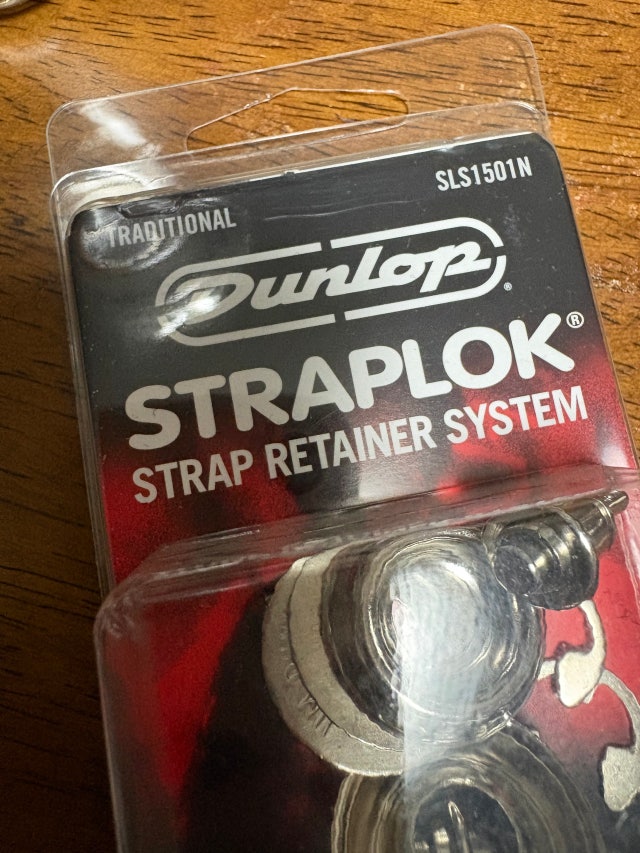 TRADITIONAL
SLS1501N
Dunlop®
STRAPLOK®
STRAP RETAINER SYSTEM